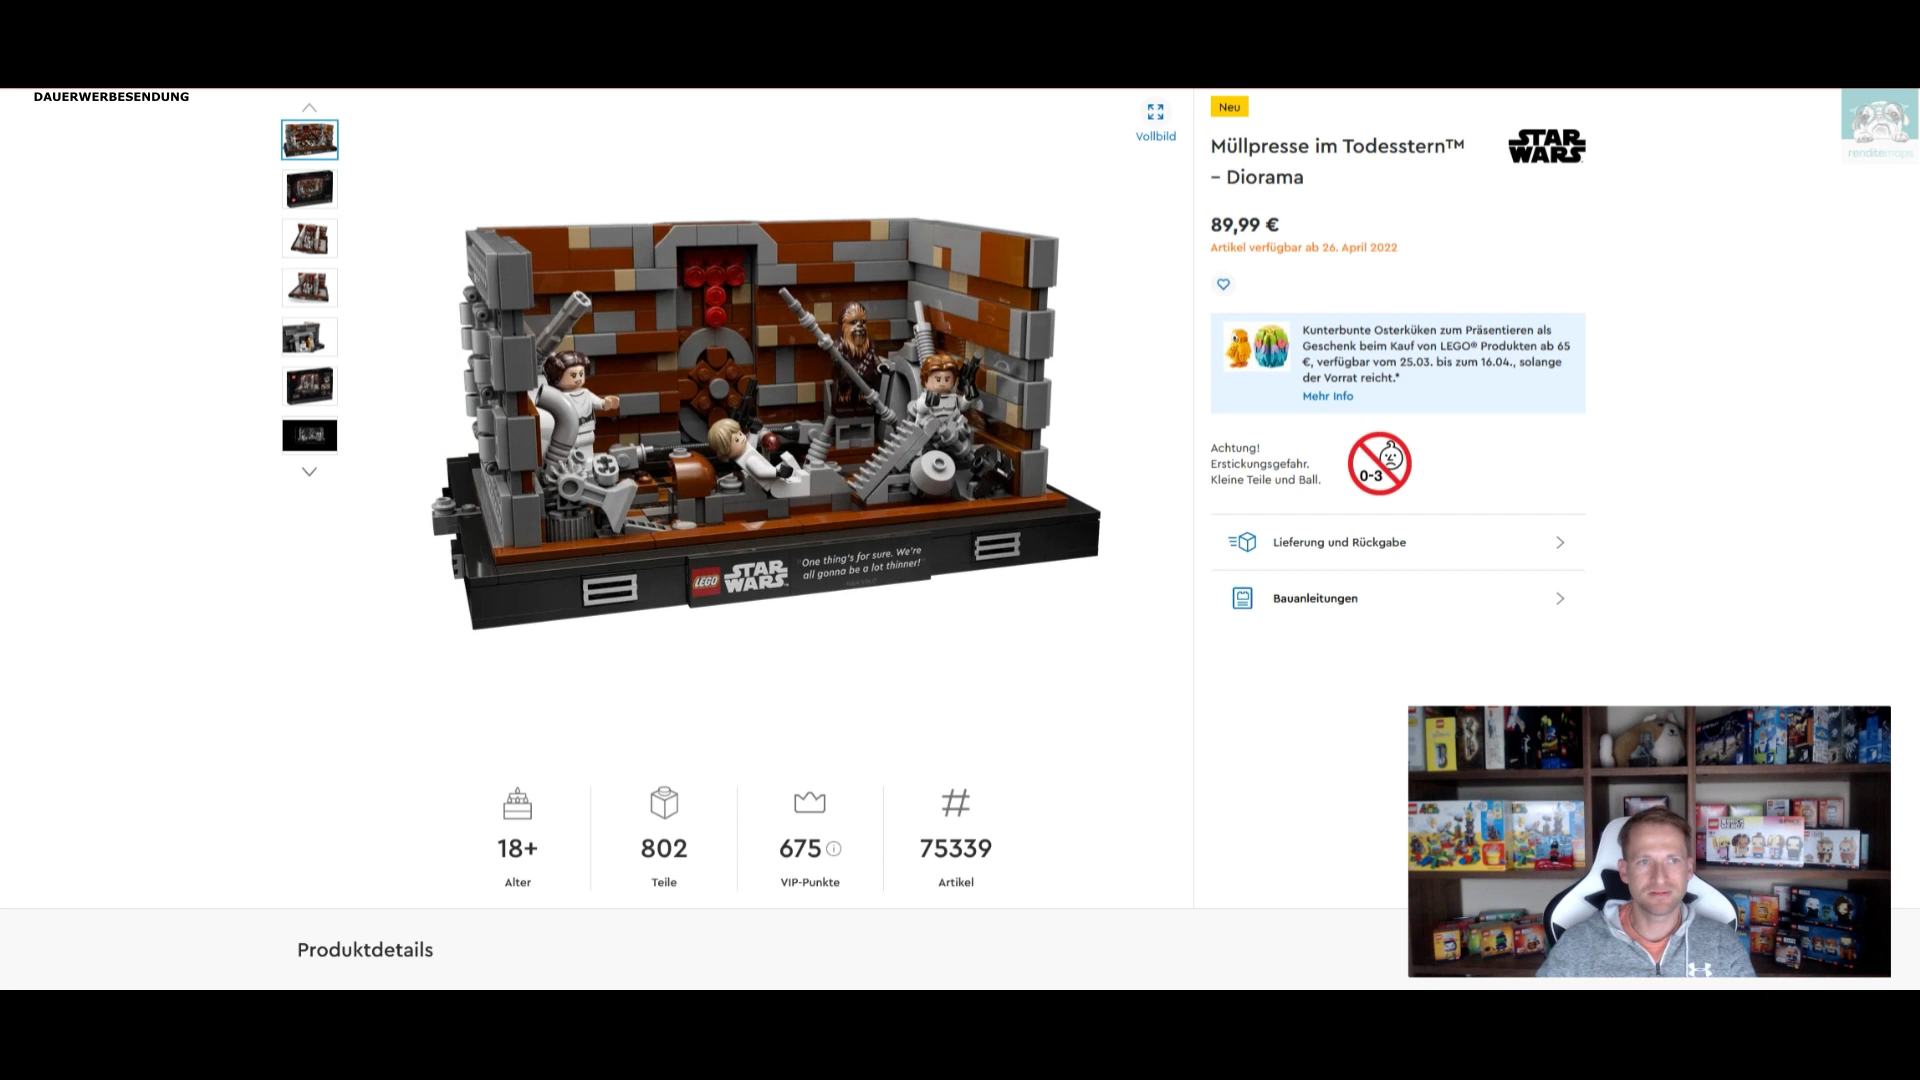 DAUERWERBESENDUNG
Vollbild
Neu
Müllpresse im Todesstern™
– Diorama
STAR
WARS
89,99 €
Artikel verfügbar ab 26. April 2022
Kunterbunte Osterküken zum Präsentieren als
Geschenk beim Kauf von LEGO® Produkten ab 65
€, verfügbar vom 25.03. bis zum 16.04., solange
der Vorrat reicht.*
Mehr Info
Achtung!
Erstickungsgefahr.
Kleine Teile und Ball.
0-3
Lieferung und Rückgabe
Bauanleitungen
renditemops
LEGO STAR WARS
"One thing's for sure. We're
all gonna be a lot thinner!"
18+
Alter
802
Teile
675
VIP-Punkte
#
75339
Artikel
Produktdetails